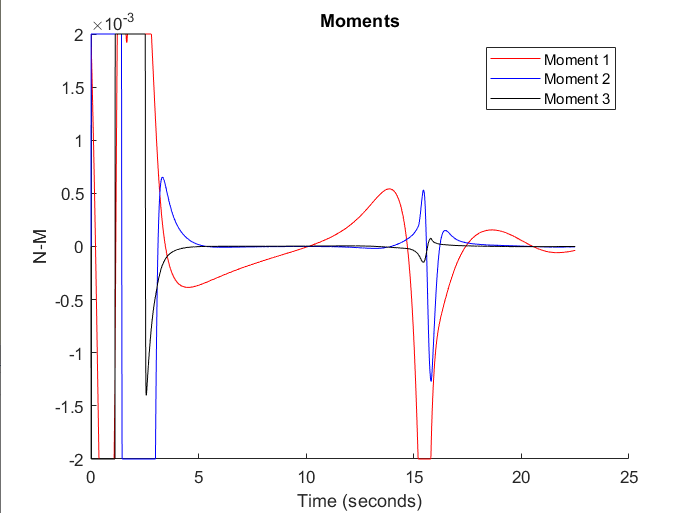 Moments
×10-3
Moment 1
Moment 2
Moment 3
2
1.5
1
0.5
0
-0.5
-1
-1.5
-2
N-M
0 5 10 15 20 25
Time (seconds)